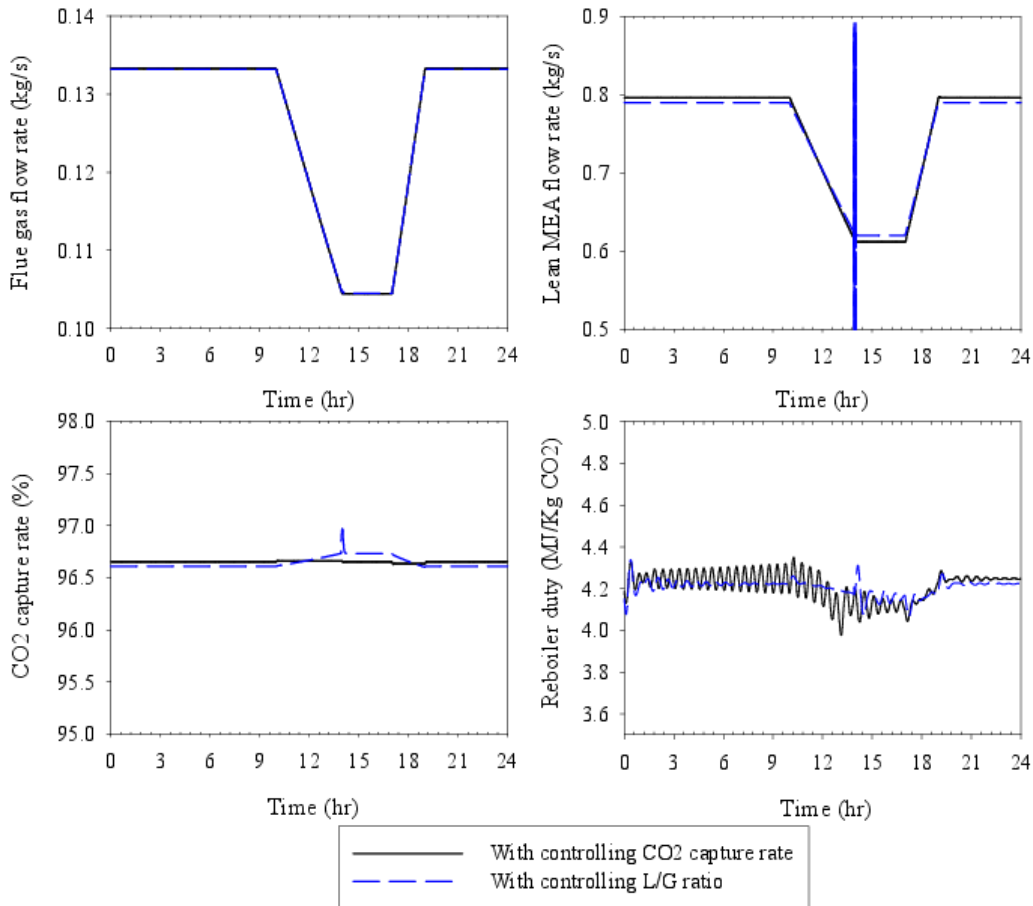 Flue gas flow rate (kg/s)
0.14
0.13
0.12
0.11
0.10
0 3 6 9 12 15 18 21 24
Time (hr)
Lean MEA flow rate (kg/s)
0.9
0.8
0.7
0.6
0.5
0 3 6 9 12 15 18 21 24
Time (hr)
CO2 capture rate (%)
98.0
97.5
97.0
96.5
96.0
95.5
95.0
0 3 6 9 12 15 18 21 24
Time (hr)
Reboiler duty (MJ/Kg CO2)
5.0
4.8
4.6
4.4
4.2
4.0
3.8
3.6
0 3 6 9 12 15 18 21 24
Time (hr)
With controlling CO2 capture rate
With controlling L/G ratio